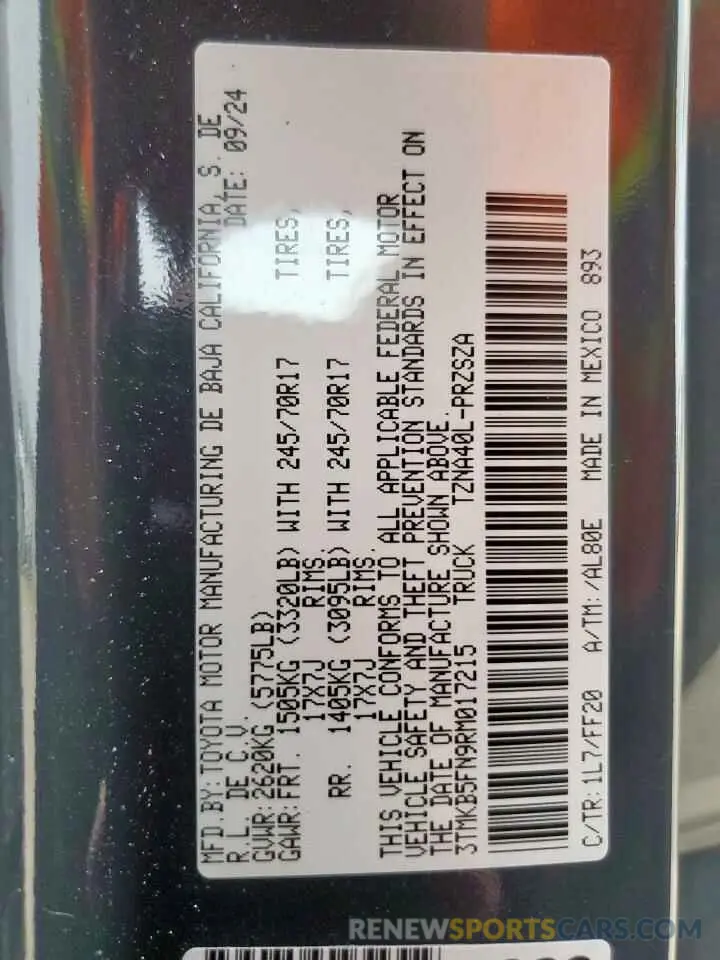 MFD.BY: TOYOTA MOTOR MANUFACTURING DE BAJA CALIFORNIA, S. DE
R.L. DE C.V. DATE: 09/24
GVWR: 2620KG (5775LB)
GAWR: FRT. 1505KG (3320LB) WITH 245/70R17 TIRES,
17X7J RIMS
RR. 1405KG (3095LB) WITH 245/70R17 TIRES,
17X7J RIMS.
THIS VEHICLE CONFORMS TO ALL APPLICABLE FEDERAL MOTOR
VEHICLE SAFETY AND THEFT PREVENTION STANDARDS IN EFFECT ON
THE DATE OF MANUFACTURE SHOWN ABOVE.
3TMKB5FN9RM017215 TRUCK TZNA40L-PRZSZA
C/TR: 1L7/FF20 A/TM: /AL80E MADE IN MEXICO 893
RENEWSPORTSCARS.COM